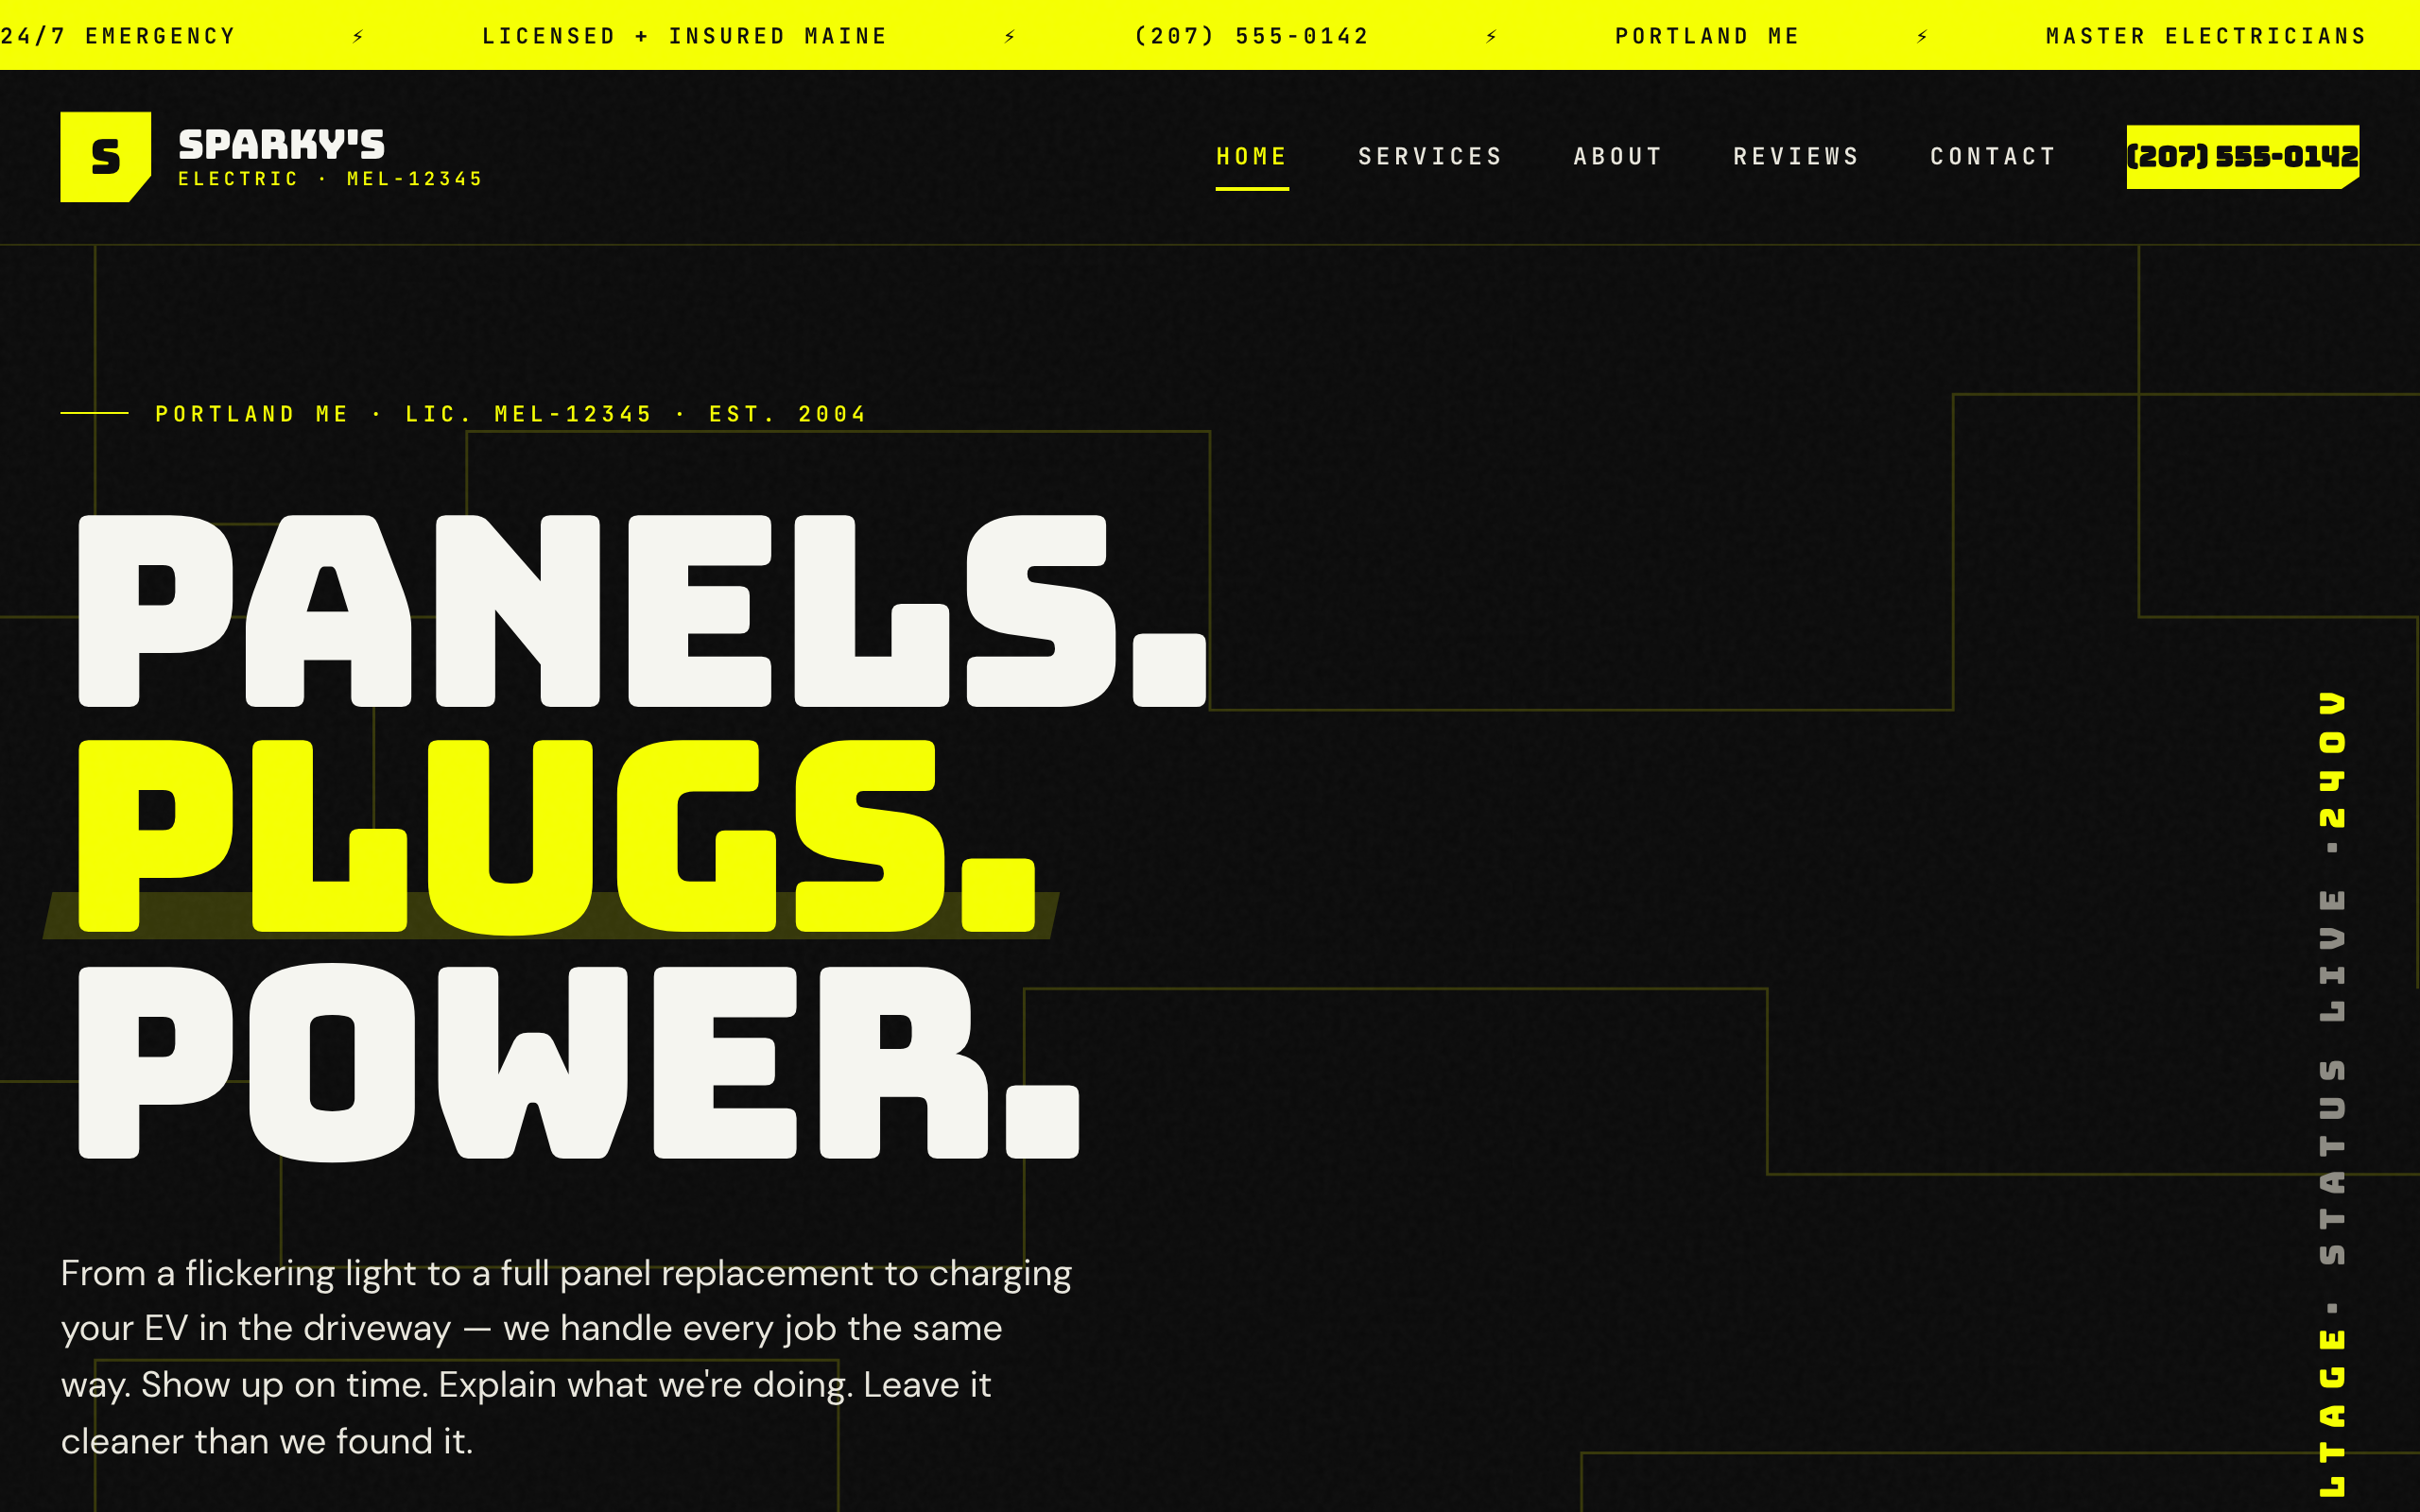 24/7 EMERGENCY ⚡ LICENSED + INSURED MAINE ⚡ (207) 555-0142 ⚡ PORTLAND ME ⚡ MASTER ELECTRICIANS
S
SPARKY'S
ELECTRIC · MEL-12345
HOME SERVICES ABOUT REVIEWS CONTACT (207) 555-0142
PORTLAND ME · LIC. MEL-12345 · EST. 2004
PANELS.
PLUGS.
POWER.
From a flickering light to a full panel replacement to charging
your EV in the driveway — we handle every job the same
way. Show up on time. Explain what we're doing. Leave it
cleaner than we found it.
LTAGE · STATUS LIVE · 240V